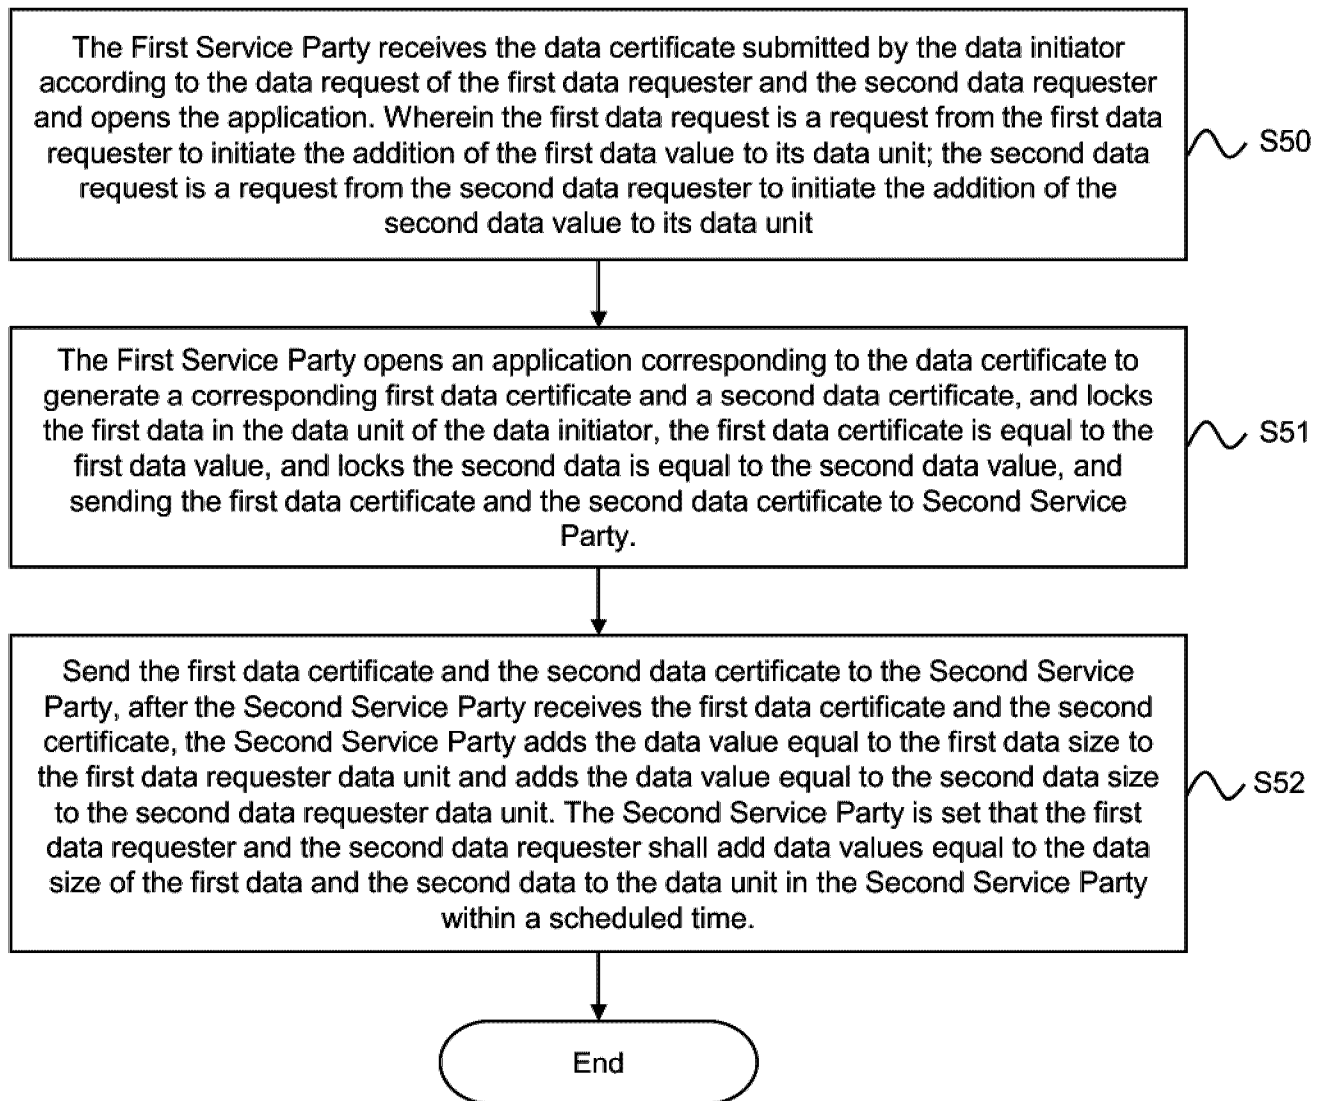 The First Service Party receives the data certificate submitted by the data initiator
according to the data request of the first data requester and the second data requester
and opens the application. Wherein the first data request is a request from the first data
requester to initiate the addition of the first data value to its data unit; the second data
request is a request from the second data requester to initiate the addition of the
second data value to its data unit
S50
The First Service Party opens an application corresponding to the data certificate to
generate a corresponding first data certificate and a second data certificate, and locks
the first data in the data unit of the data initiator, the first data certificate is equal to the
first data value, and locks the second data is equal to the second data value, and
sending the first data certificate and the second data certificate to Second Service
Party.
S51
Send the first data certificate and the second data certificate to the Second Service
Party, after the Second Service Party receives the first data certificate and the second
certificate, the Second Service Party adds the data value equal to the first data size to
the first data requester data unit and adds the data value equal to the second data size
to the second data requester data unit. The Second Service Party is set that the first
data requester and the second data requester shall add data values equal to the data
size of the first data and the second data to the data unit in the Second Service Party
within a scheduled time.
S52
End